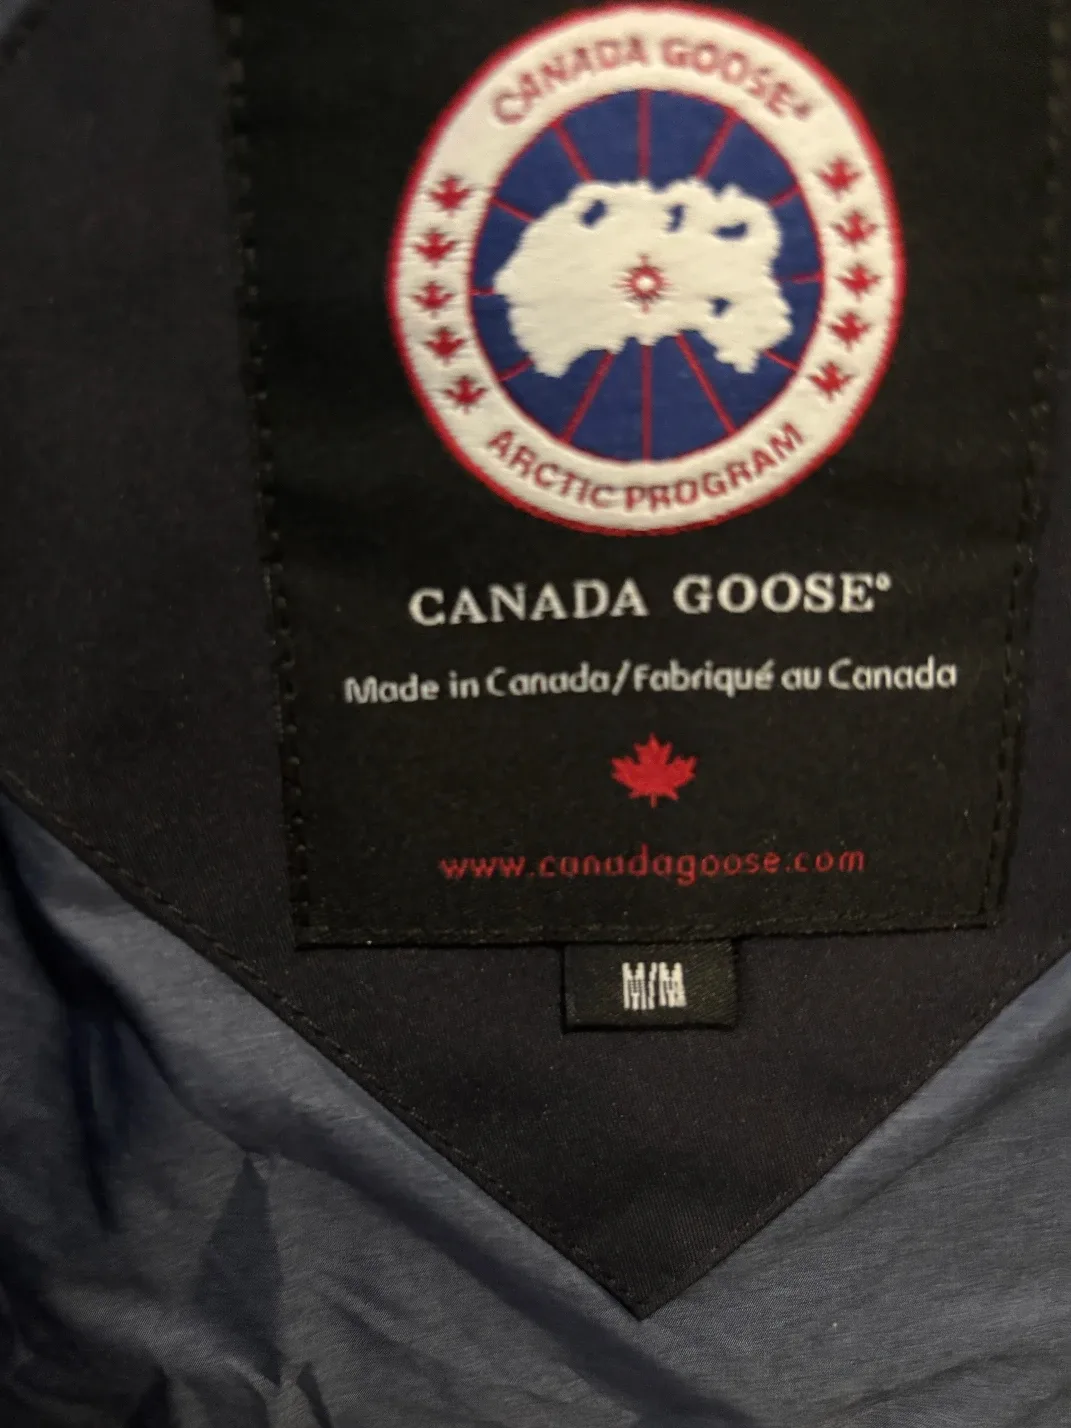 CANADA GOOSE®
ARCTIC PROGRAM
CANADA GOOSE®
Made in Canada/Fabriqué au Canada
www.canadagoose.com
M/M